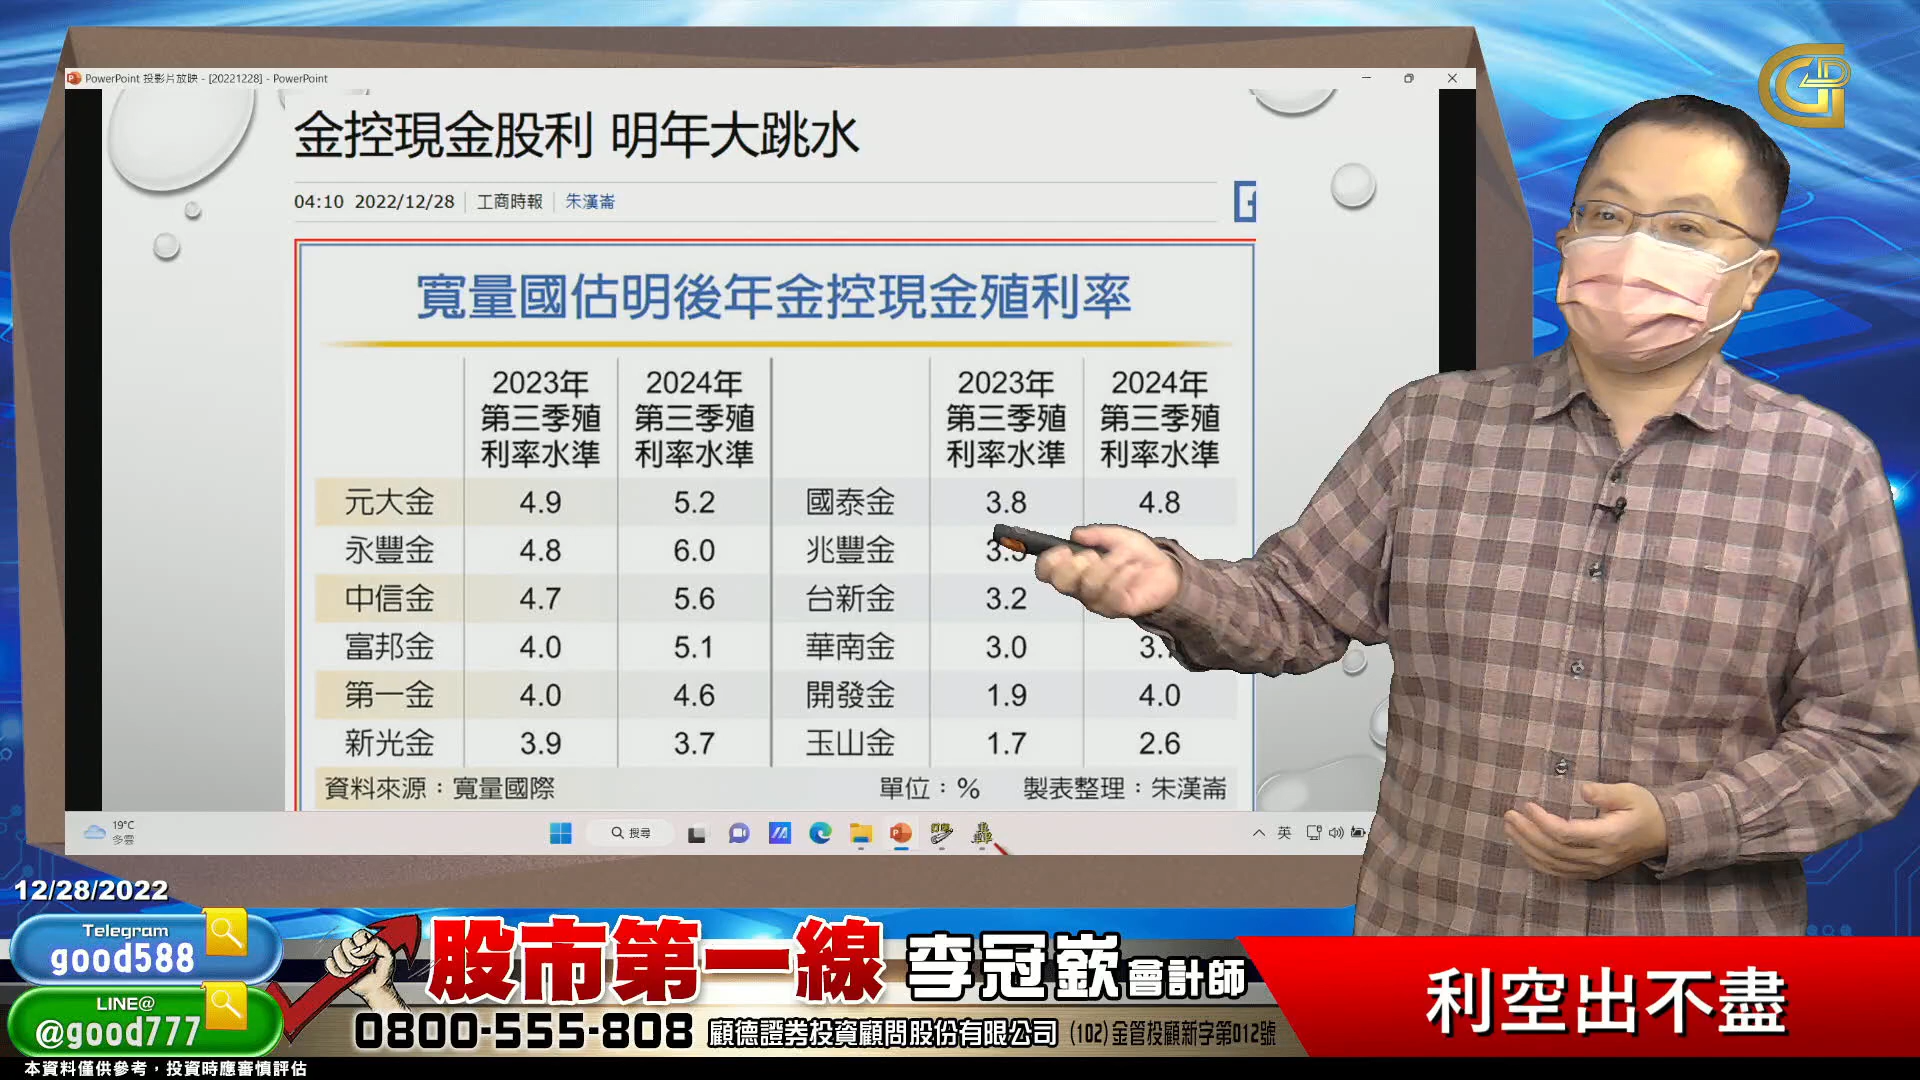 PowerPoint 投影片放映 - [20221228] - PowerPoint
金控現金股利 明年大跳水
04:10 2022/12/28 工商時報 朱漢崙
寬量國估明後年金控現金殖利率
2023年第三季殖利率水準 2024年第三季殖利率水準 2023年第三季殖利率水準 2024年第三季殖利率水準
元大金 4.9 5.2 國泰金 3.8 4.8
永豐金 4.8 6.0 兆豐金
中信金 4.7 5.6 台新金 3.2
富邦金 4.0 5.1 華南金 3.0
第一金 4.0 4.6 開發金 1.9 4.0
新光金 3.9 3.7 玉山金 1.7 2.6
資料來源：寬量國際 單位：% 製表整理：朱漢崙
19°C
多雲
搜尋
英
12/28/2022
Telegram
good588
LINE@
@good777
股市第一線 李冠嶔會計師
0800-555-808 顧德證券投資顧問股份有限公司 (102)金管投顧新字第012號
利空出不盡
本資料僅供參考，投資時應審慎評估